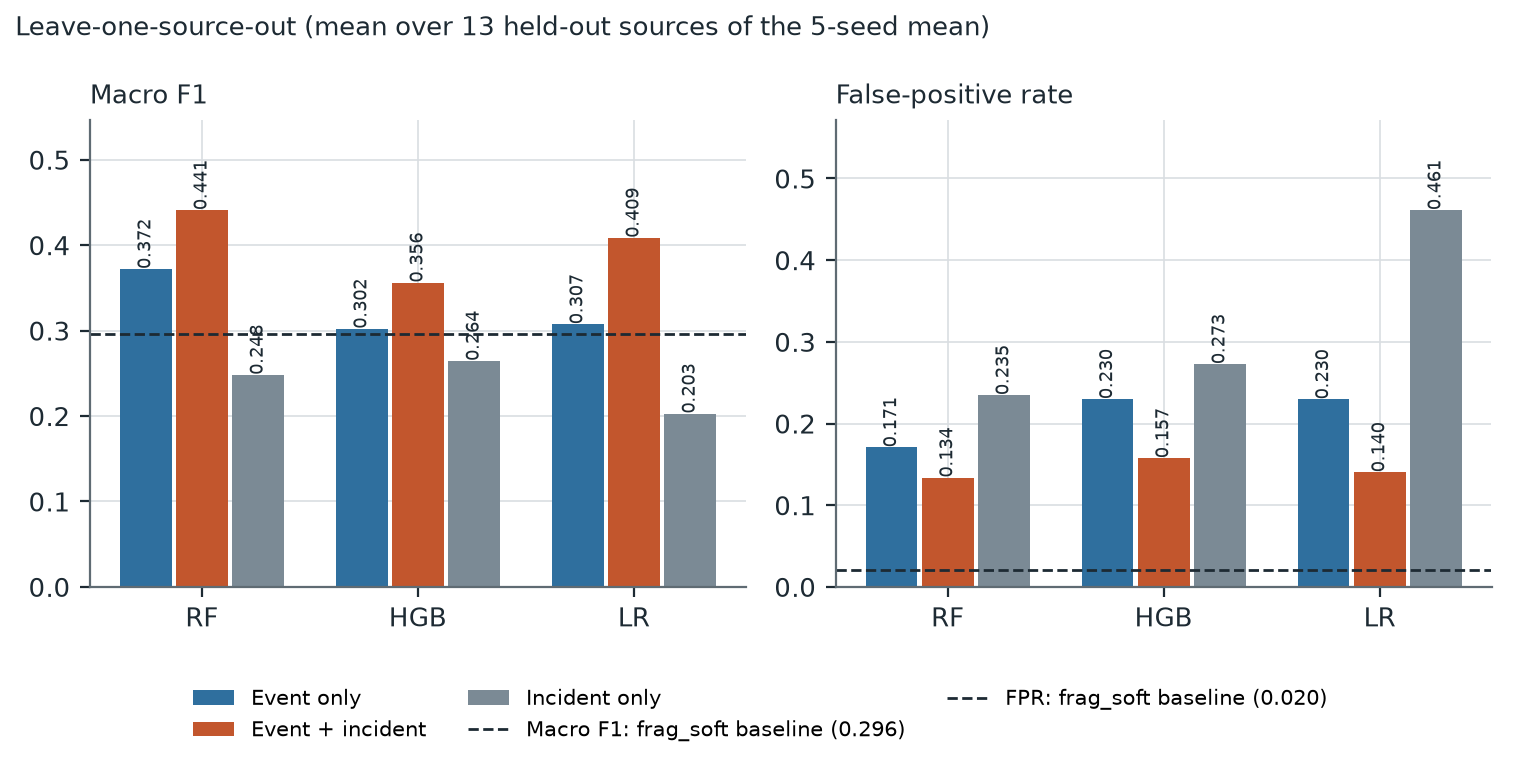 Leave-one-source-out (mean over 13 held-out sources of the 5-seed mean)
Macro F1
0.5
0.4
0.3
0.2
0.1
0.0
0.372
0.441
0.248
0.302
0.356
0.264
0.307
0.409
0.203
RF
HGB
LR
False-positive rate
0.5
0.4
0.3
0.2
0.1
0.0
0.171
0.134
0.235
0.230
0.157
0.273
0.230
0.140
0.461
RF
HGB
LR
Event only
Event + incident
Incident only
Macro F1: frag_soft baseline (0.296)
FPR: frag_soft baseline (0.020)